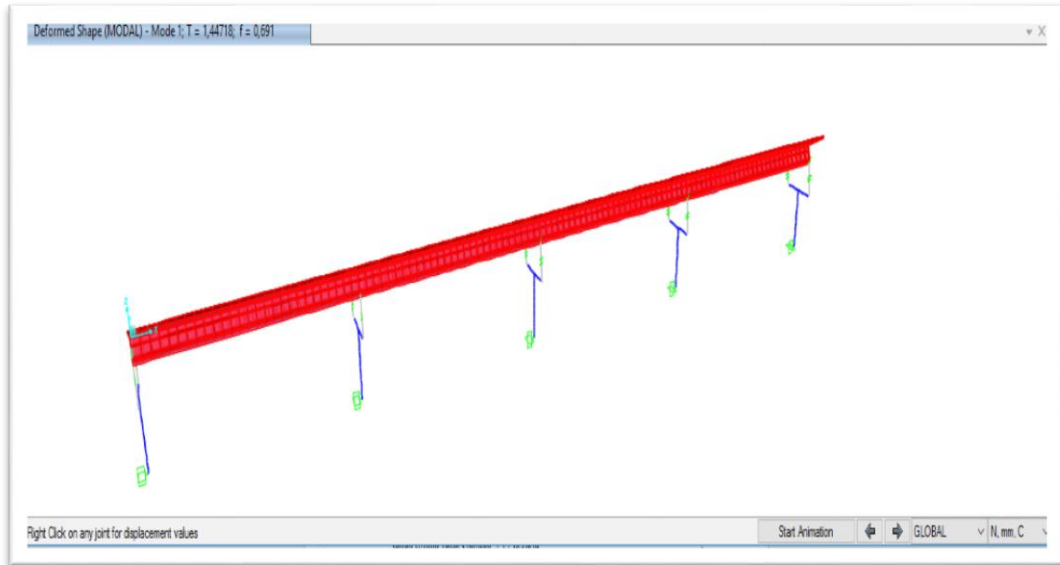 Deformed Shape (MODAL) - Mode 1; T = 1,44718; f = 0,691
Right Click on any joint for displacement values
Start Animation
GLOBAL
N, mm, C